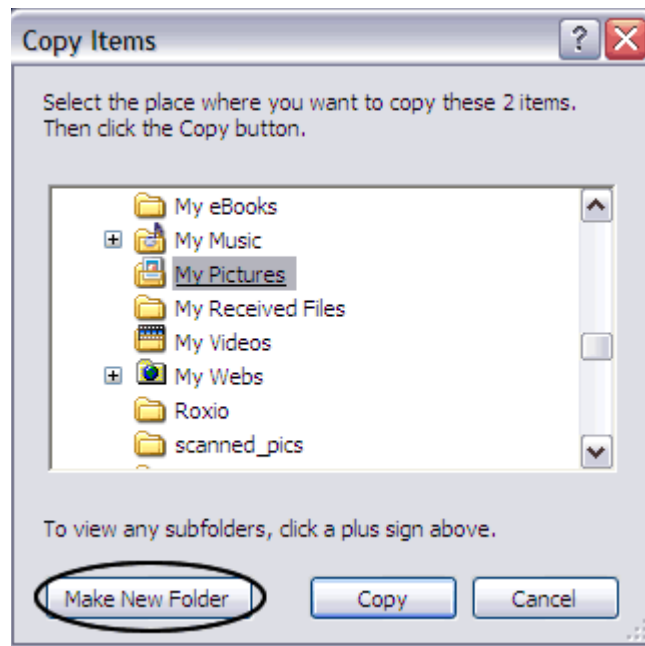 Copy Items
Select the place where you want to copy these 2 items.
Then click the Copy button.
My eBooks
My Music
My Pictures
My Received Files
My Videos
My Webs
Roxio
scanned_pics
To view any subfolders, click a plus sign above.
Make New Folder Copy Cancel